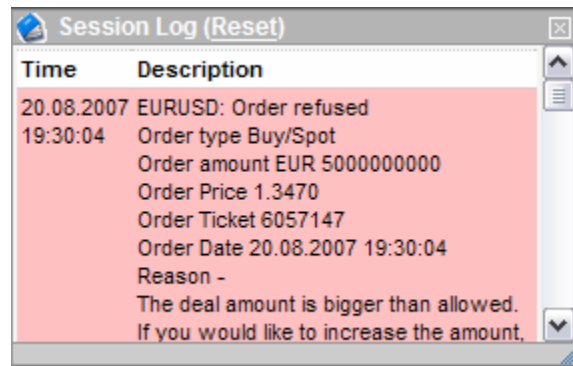 Session Log (Reset)
Time Description
20.08.2007 EURUSD: Order refused
19:30:04 Order type Buy/Spot
Order amount EUR 5000000000
Order Price 1.3470
Order Ticket 6057147
Order Date 20.08.2007 19:30:04
Reason -
The deal amount is bigger than allowed.
If you would like to increase the amount,